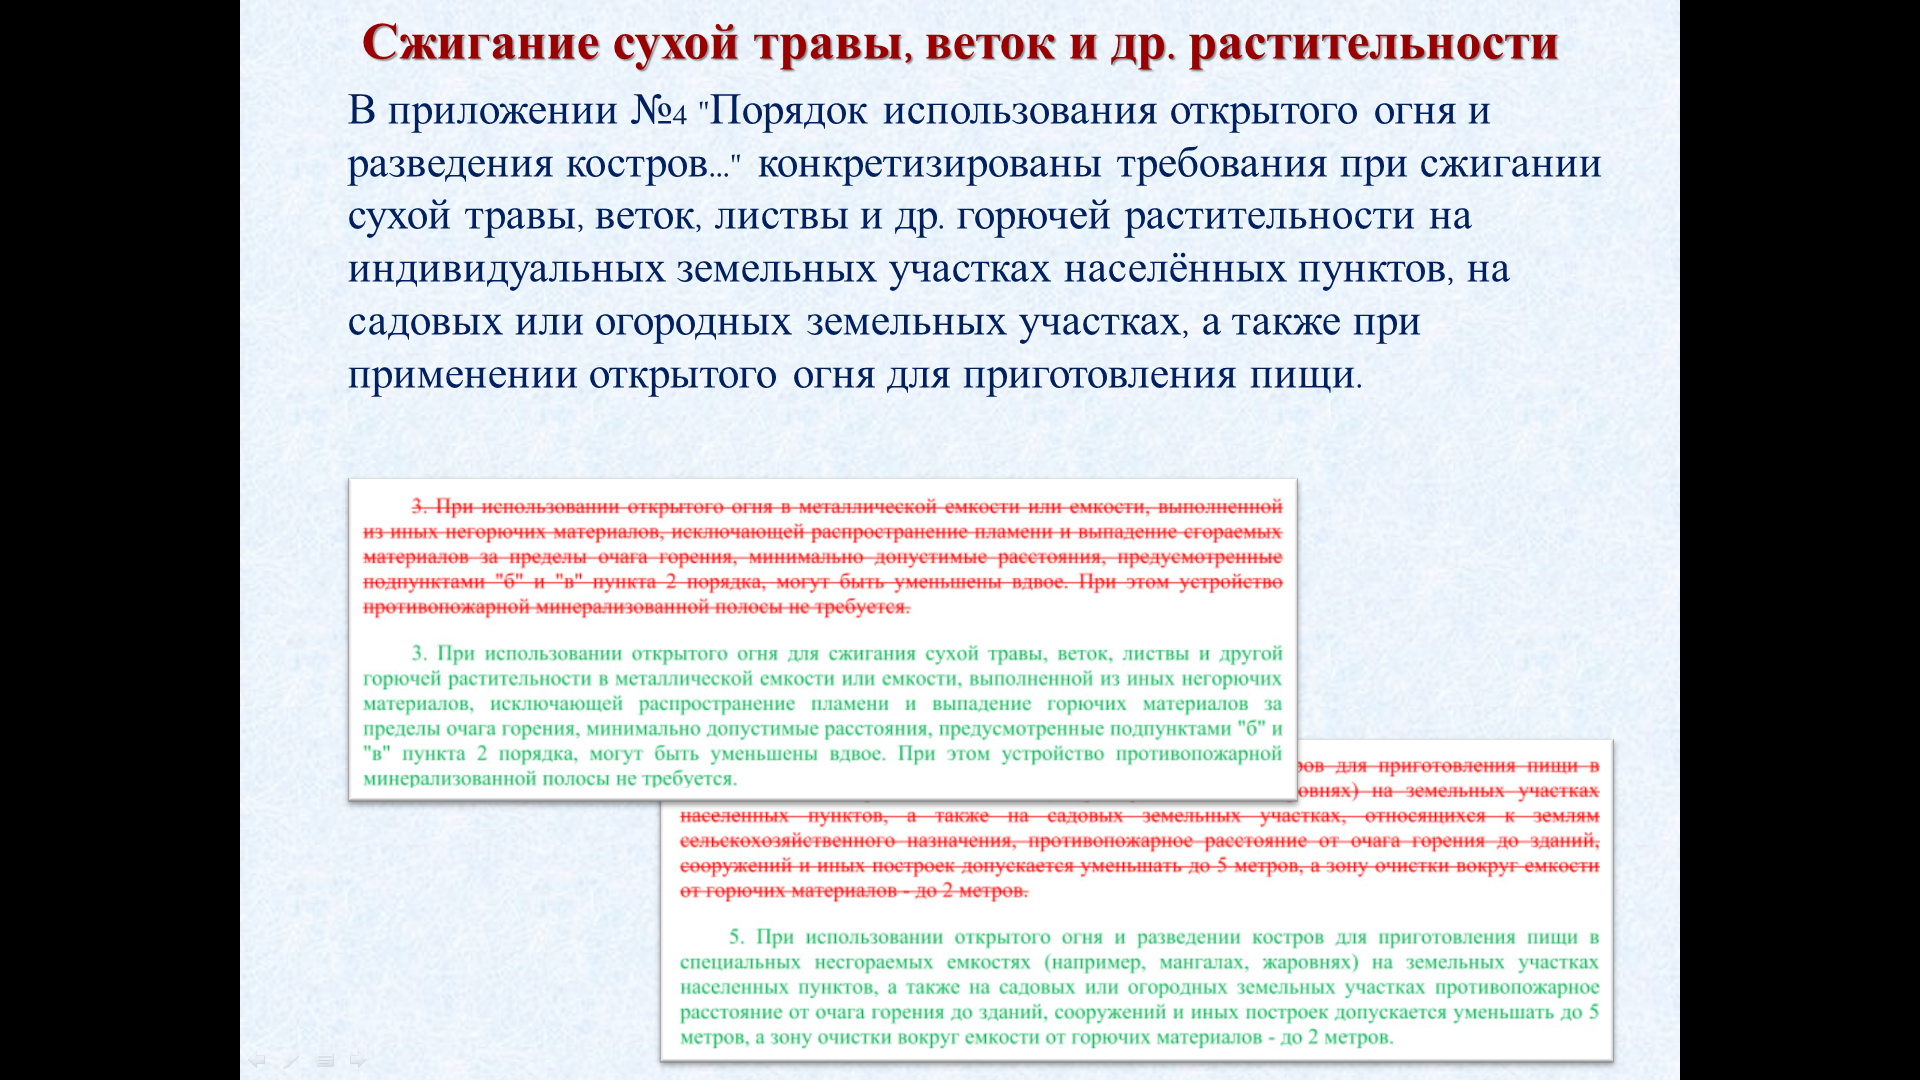 Сжигание сухой травы, веток и др. растительности
В приложении №4 "Порядок использования открытого огня и
разведения костров..." конкретизированы требования при сжигании
сухой травы, веток, листвы и др. горючей растительности на
индивидуальных земельных участках населённых пунктов, на
садовых или огородных земельных участках, а также при
применении открытого огня для приготовления пищи.
3. При использовании открытого огня в металлической емкости или емкости, выполненной
из иных негорючих материалов, исключающей распространение пламени и выпадение сгораемых
материалов за пределы очага горения, минимально допустимые расстояния, предусмотренные
подпунктами "б" и "в" пункта 2 порядка, могут быть уменьшены вдвое. При этом устройство
противопожарной минерализованной полосы не требуется.
3. При использовании открытого огня для сжигания сухой травы, веток, листвы и другой
горючей растительности в металлической емкости или емкости, выполненной из иных негорючих
материалов, исключающей распространение пламени и выпадение горючих материалов за
пределы очага горения, минимально допустимые расстояния, предусмотренные подпунктами "б" и
"в" пункта 2 порядка, могут быть уменьшены вдвое. При этом устройство противопожарной
минерализованной полосы не требуется.
ров для приготовления пищи в
овнях) на земельных участках
населенных пунктов, а также на садовых земельных участках, относящихся к землям
сельскохозяйственного назначения, противопожарное расстояние от очага горения до зданий,
сооружений и иных построек допускается уменьшать до 5 метров, а зону очистки вокруг емкости
от горючих материалов - до 2 метров.
5. При использовании открытого огня и разведении костров для приготовления пищи в
специальных несгораемых емкостях (например, мангалах, жаровнях) на земельных участках
населенных пунктов, а также на садовых или огородных земельных участках противопожарное
расстояние от очага горения до зданий, сооружений и иных построек допускается уменьшать до 5
метров, а зону очистки вокруг емкости от горючих материалов - до 2 метров.